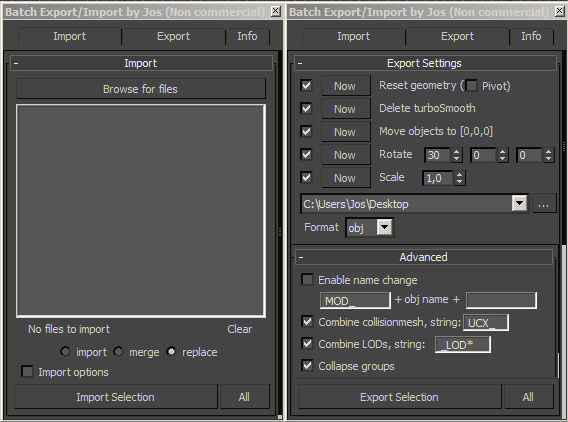 Batch Export/Import by Jos (Non commercial)
Import Export Info
- Import
Browse for files
No files to import Clear
import merge replace
Import options
Import Selection All
Batch Export/Import by Jos (Non commercial)
Import Export Info
- Export Settings
Now Reset geometry ( Pivot)
Now Delete turboSmooth
Now Move objects to [0,0,0]
Now Rotate 30 0 0
Now Scale 1,0
C:\Users\Jos\Desktop ...
Format obj
- Advanced
Enable name change
MOD_ + obj name +
Combine collisionmesh, string: UCX_
Combine LODs, string: _LOD*
Collapse groups
Export Selection All